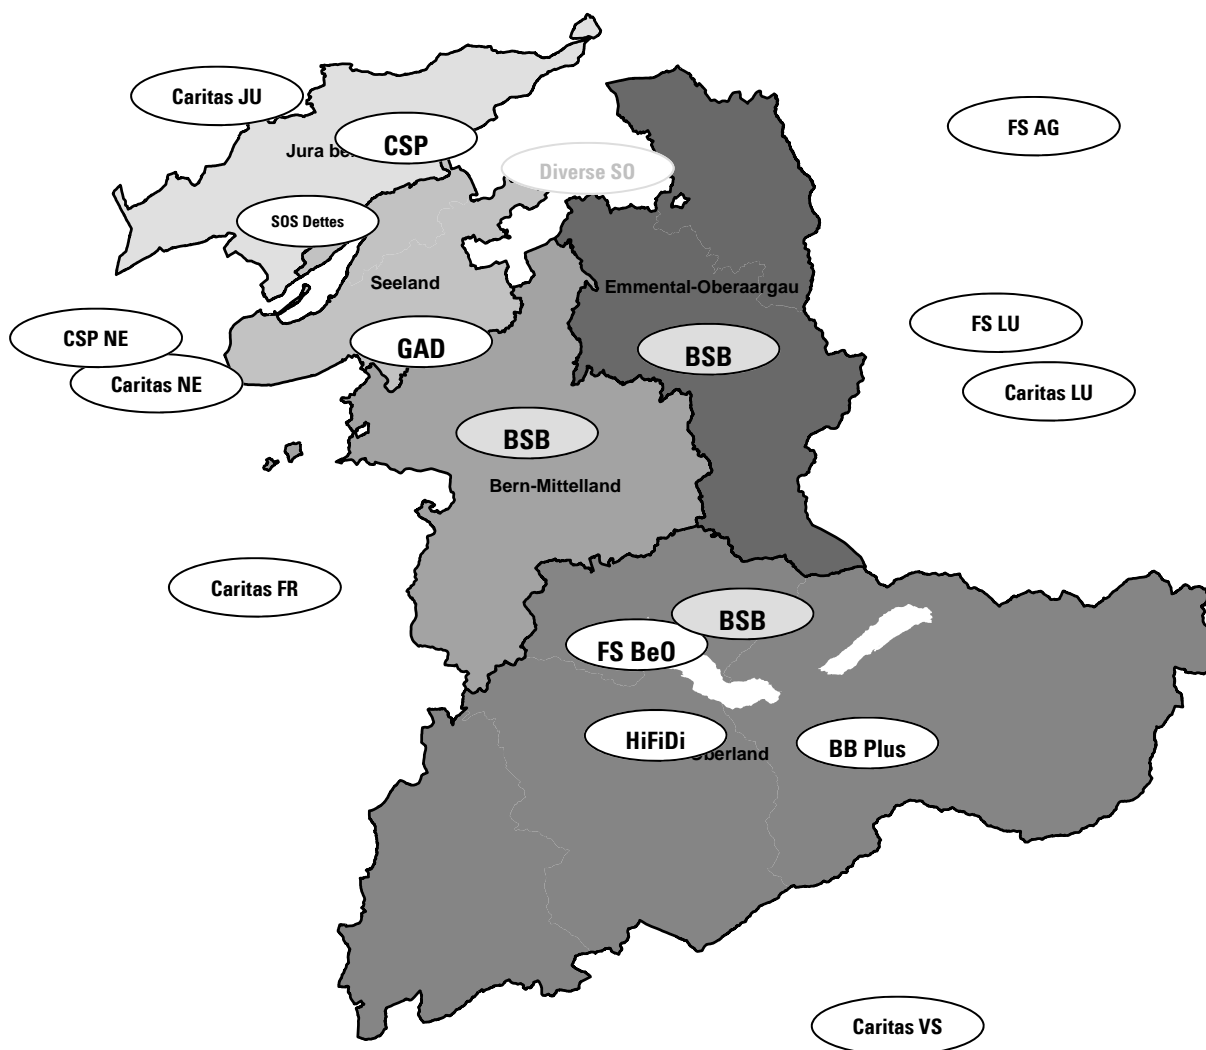 Caritas JU
FS AG
CSP
Jura be
Diverse SO
SOS Dettes
Seeland
Emmental-Oberaargau
CSP NE
FS LU
GAD
BSB
Caritas NE
Caritas LU
BSB
Bern-Mittelland
Caritas FR
BSB
FS BeO
HiFiDi
BB Plus
Oberland
Caritas VS